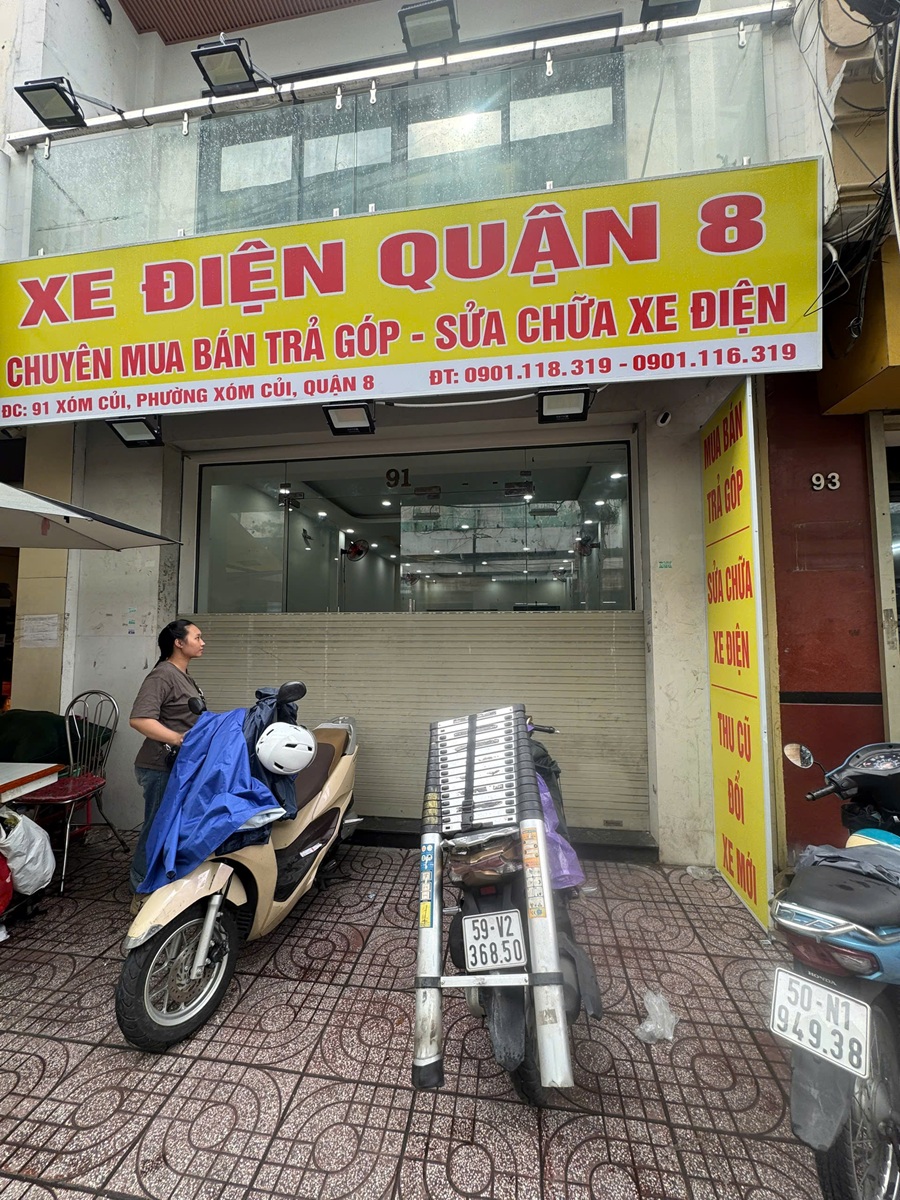 XE ĐIỆN QUẬN 8
CHUYÊN MUA BÁN TRẢ GÓP - SỬA CHỮA XE ĐIỆN
ĐC: 91 XÓM CỦI, PHƯỜNG XÓM CỦI, QUẬN 8 ĐT: 0901.118.319 - 0901.116.319
91
93
MUA BÁN
TRẢ GÓP
SỬA CHỮA
XE ĐIỆN
THU CŨ
ĐỔI
XE MỚI
59-V2
368.50
HONDA
50-N1
949.38